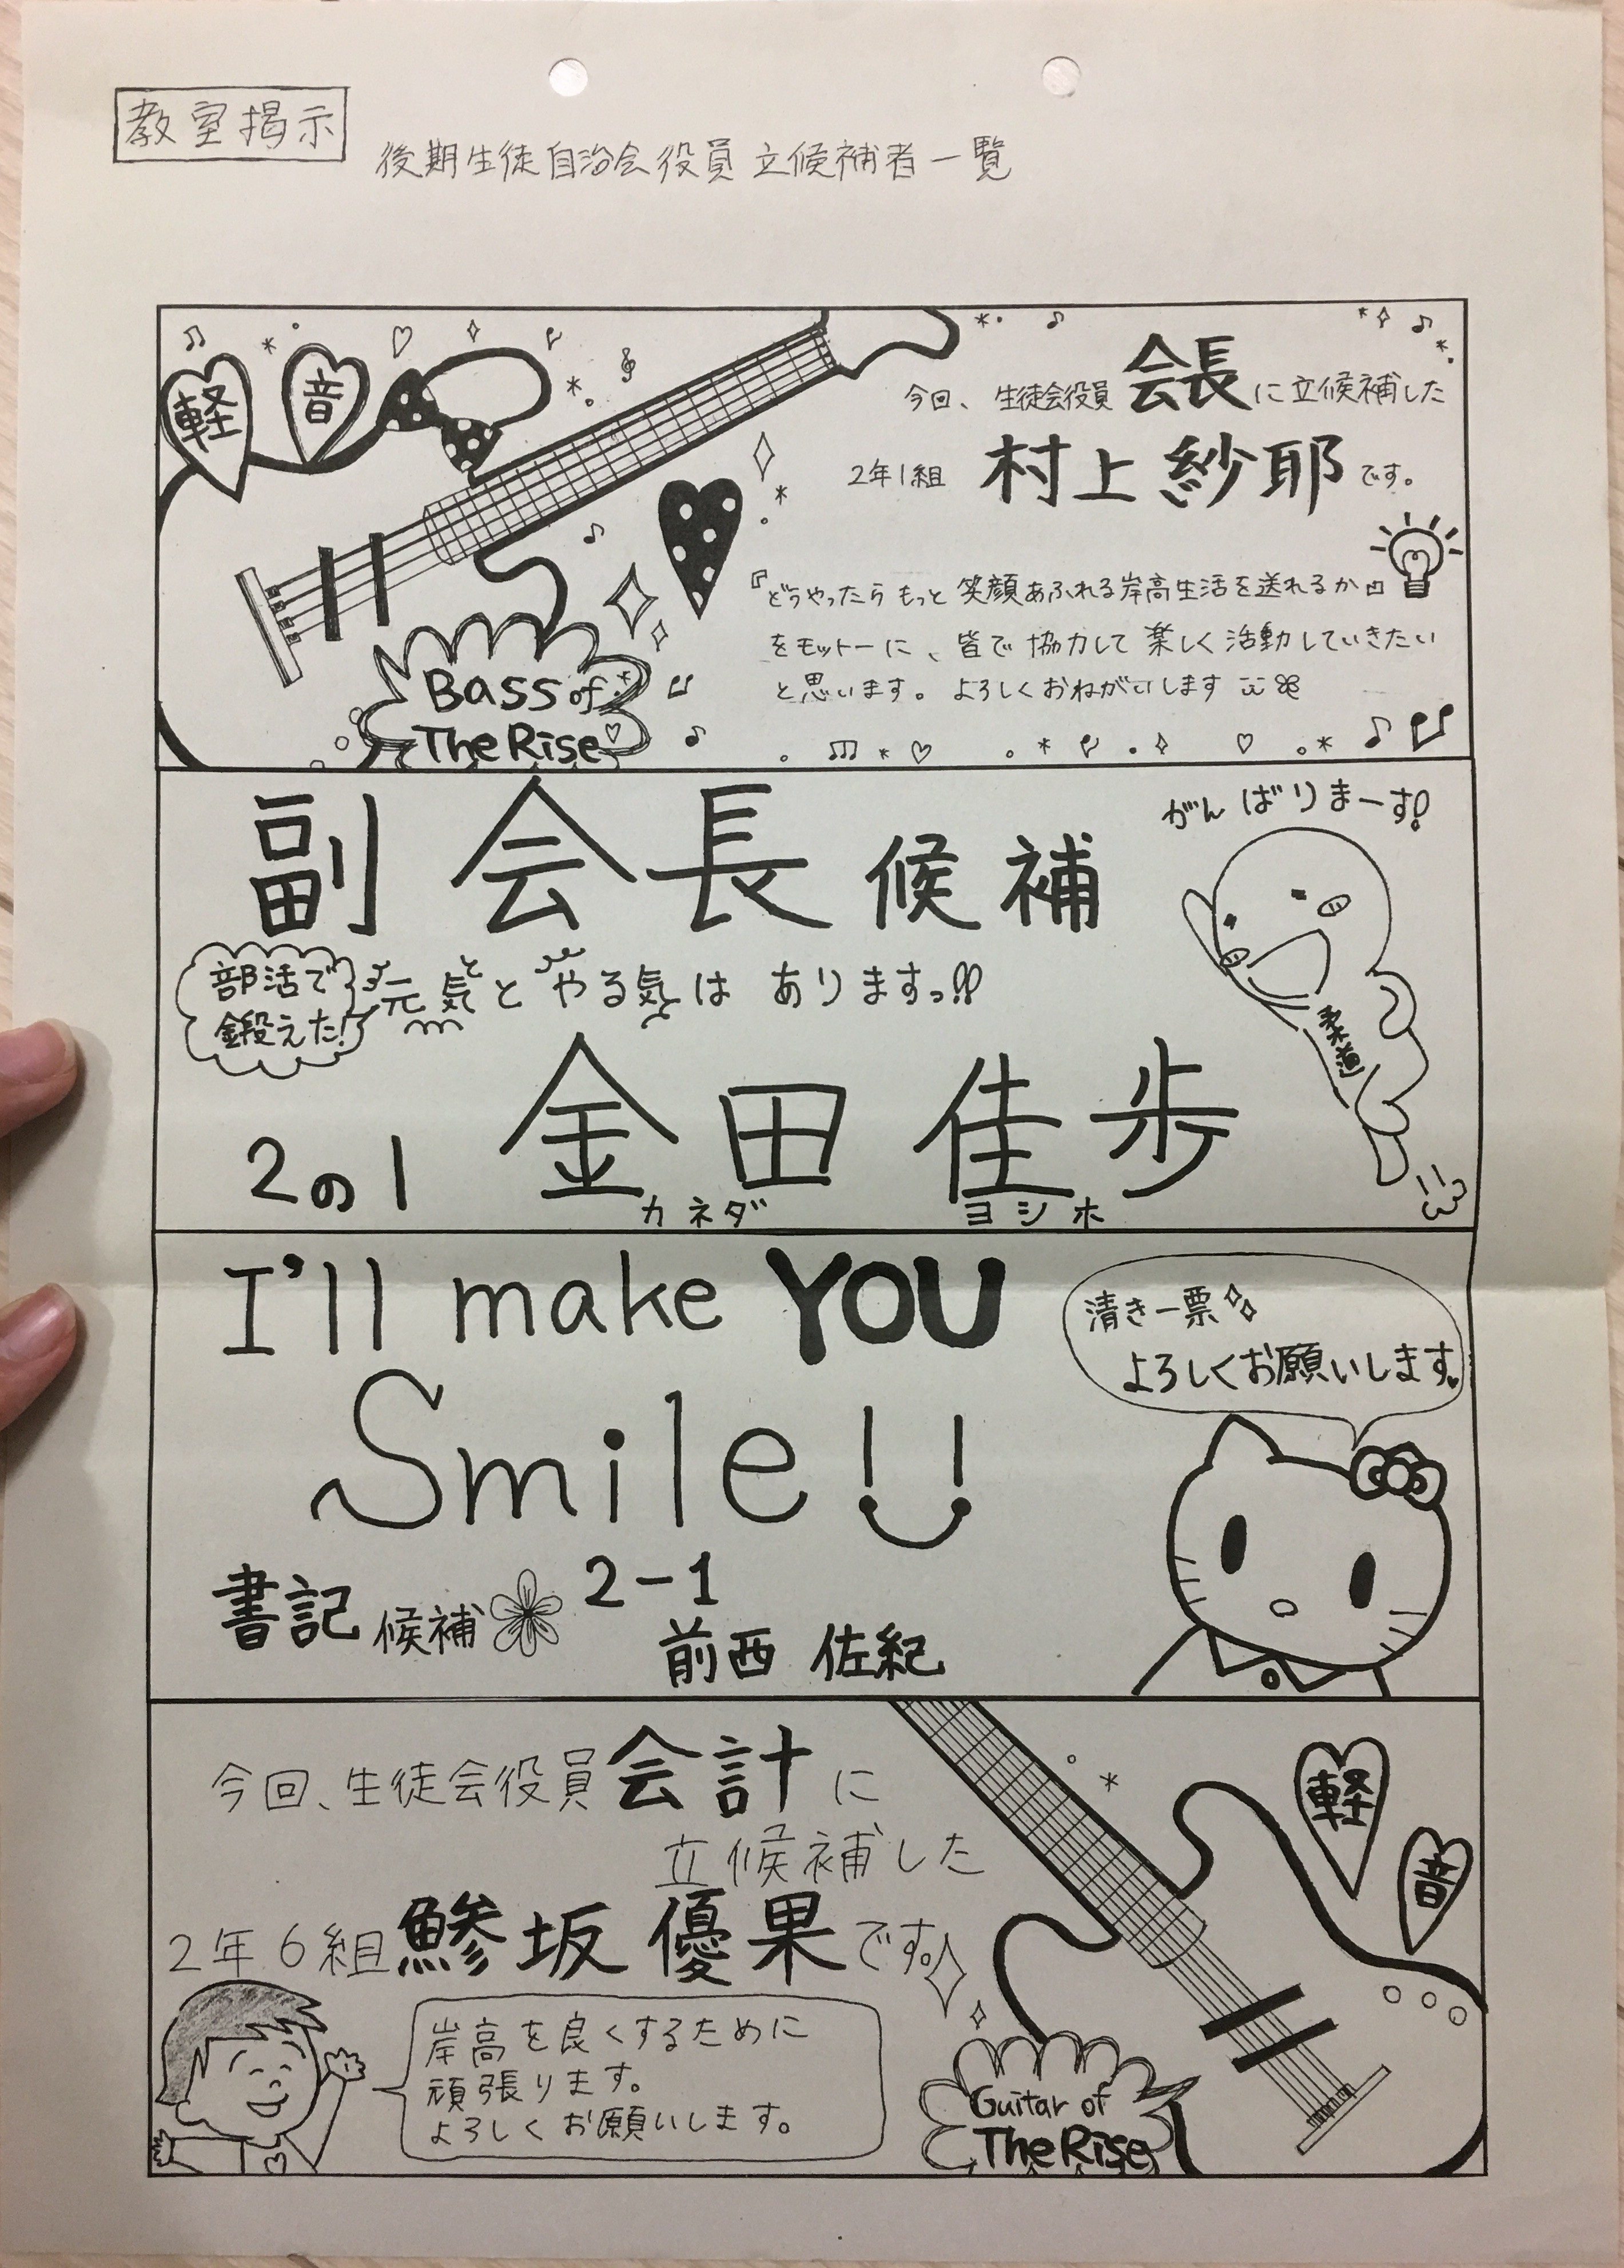 教室掲示
後期生徒自治会役員立候補者一覧
軽音
今回、生徒会役員会長に立候補した
2年1組 村上紗耶です。
『どうやったらもっと笑顔あふれる岸高生活を送れるか』
をモットーに、皆で協力して楽しく活動していきたい
と思います。よろしくおねがいします
Bass of
The Rise
副会長候補
がんばりまーす!
部活で
鍛えた!
元気とやる気はありますっ!!
柔道
2の1 金田佳歩
カネダ ヨシホ
I'll make YOU
Smile!!
清き一票
よろしくお願いします
書記候補 2-1
前西 佐紀
今回、生徒会役員会計に
立候補した
2年6組鯵坂優果です。
軽音
岸高を良くするために
頑張ります。
よろしくお願いします。
Guitar of
The Rise